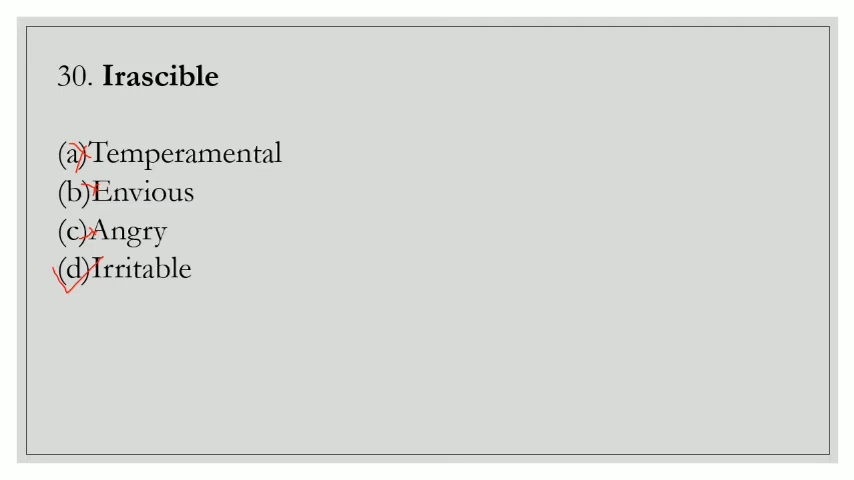 30. Irascible
(a)Temperamental
(b)Envious
(c)Angry
(d)Irritable